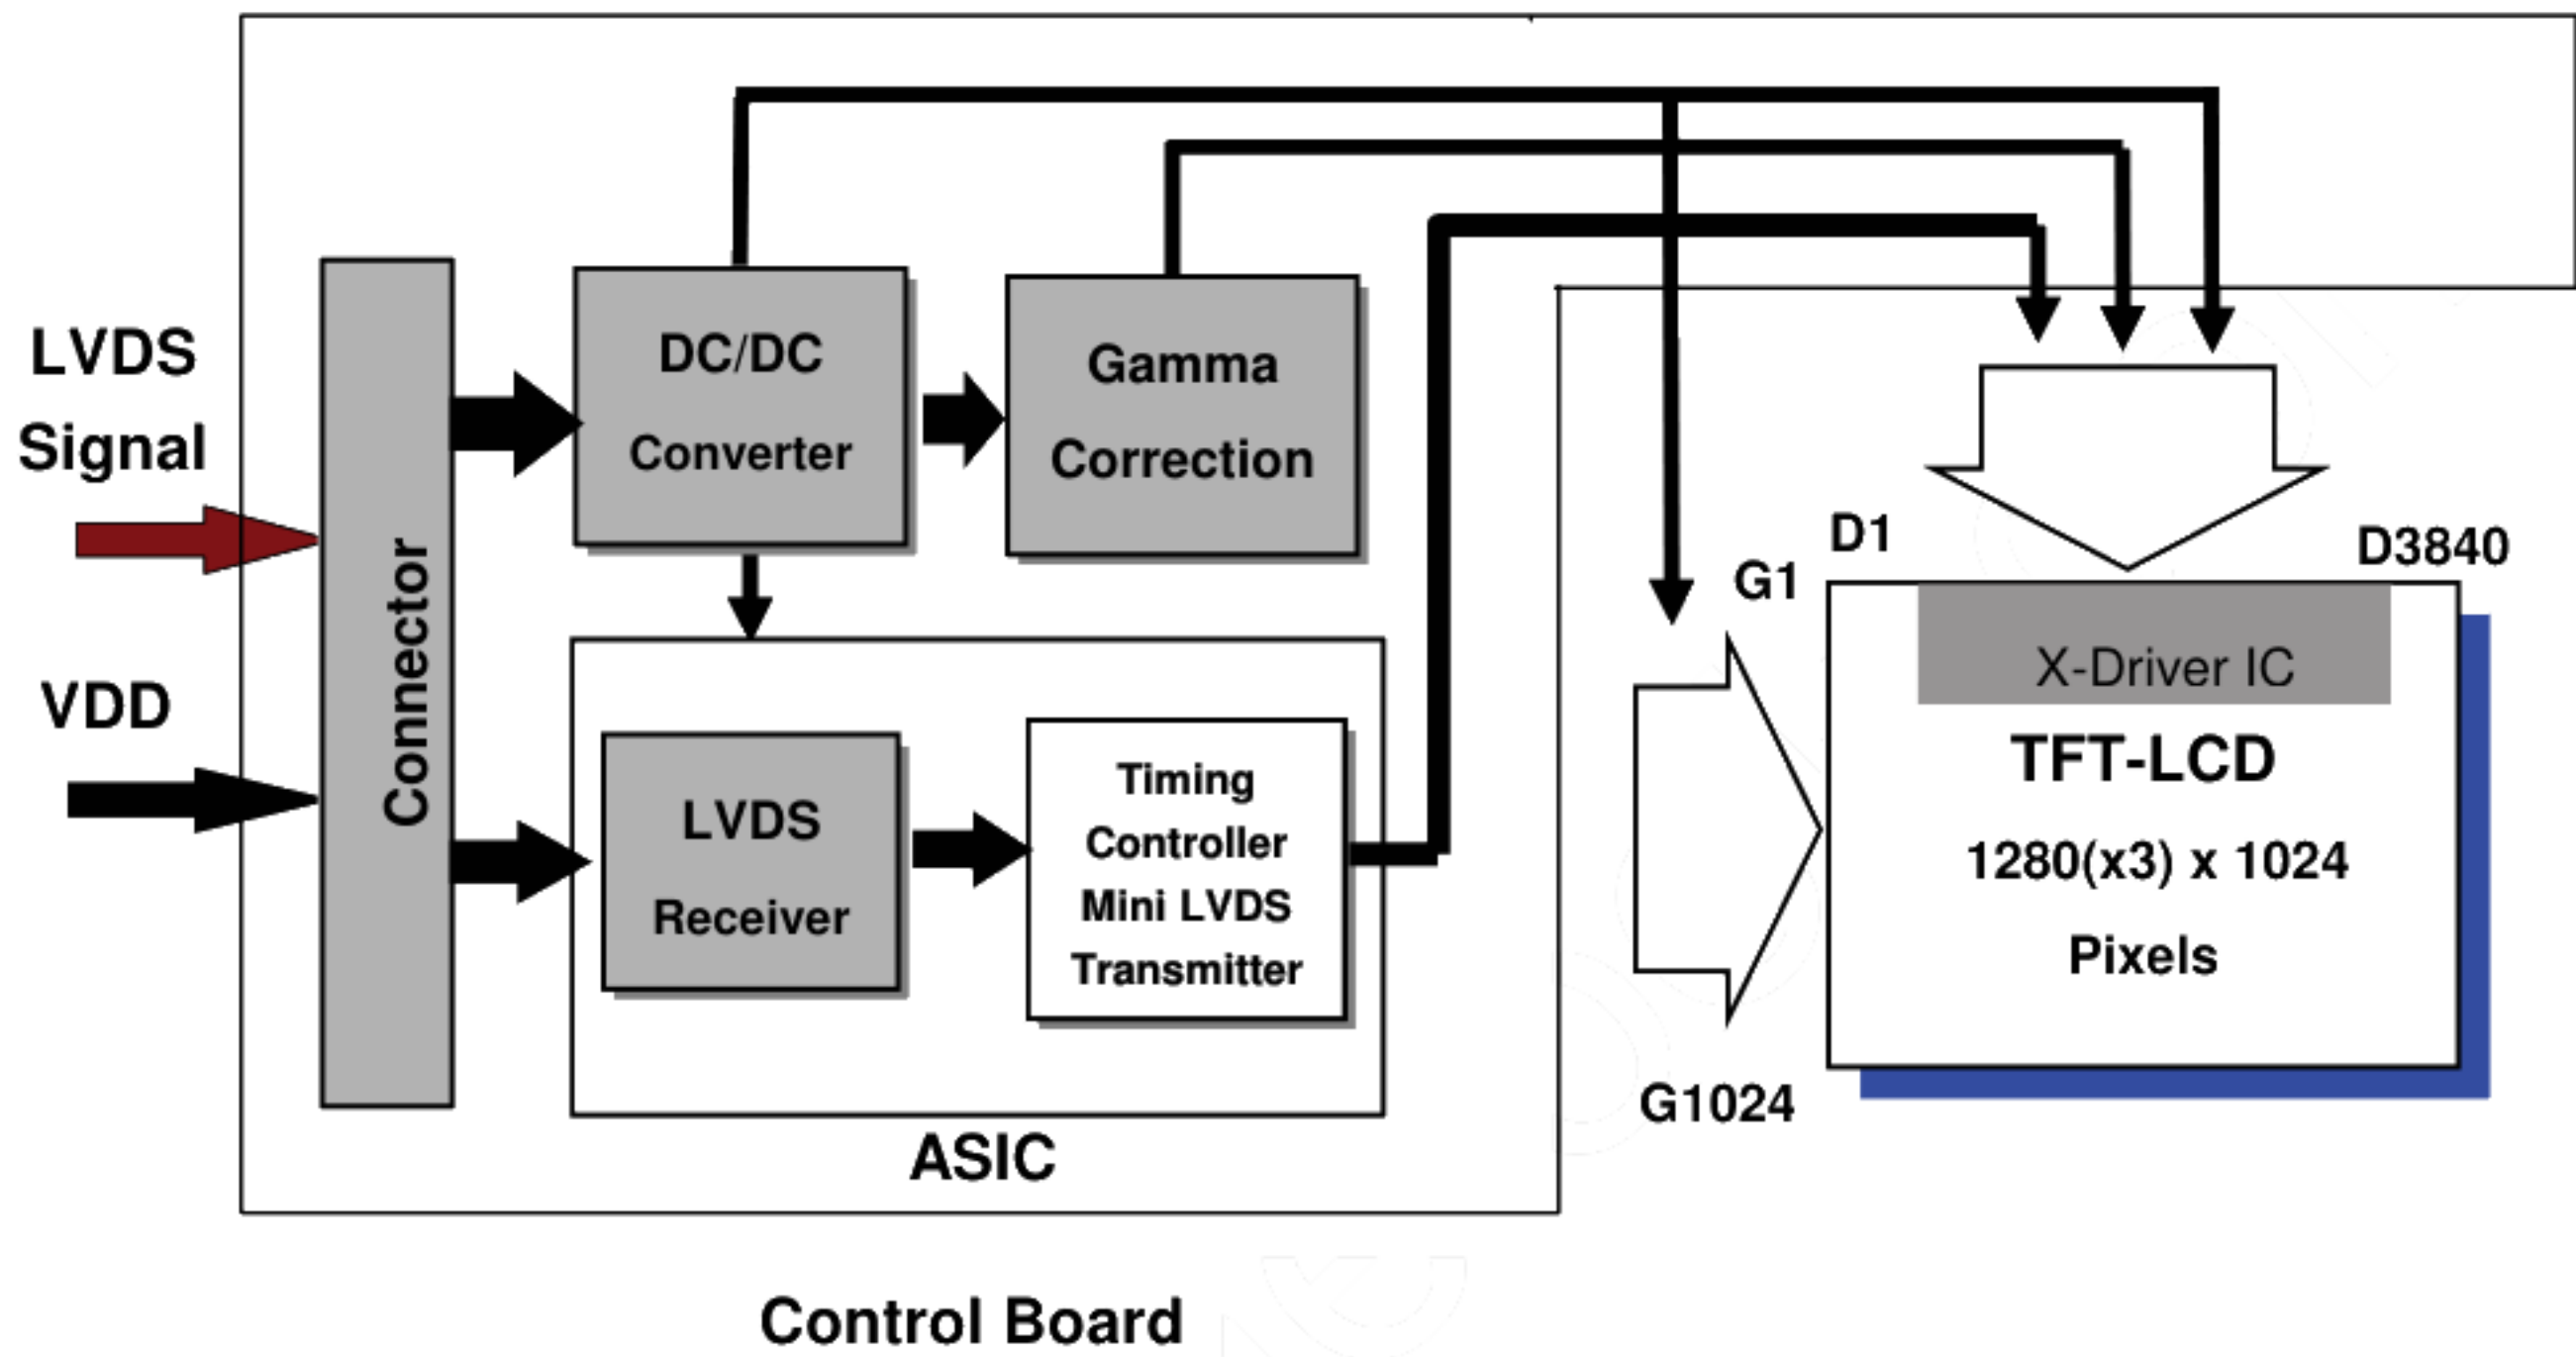 LVDS
Signal
VDD
Connector
DC/DC
Converter
Gamma
Correction
LVDS
Receiver
Timing
Controller
Mini LVDS
Transmitter
ASIC
Control Board
G1
G1024
D1
D3840
X-Driver IC
TFT-LCD
1280(x3) x 1024
Pixels